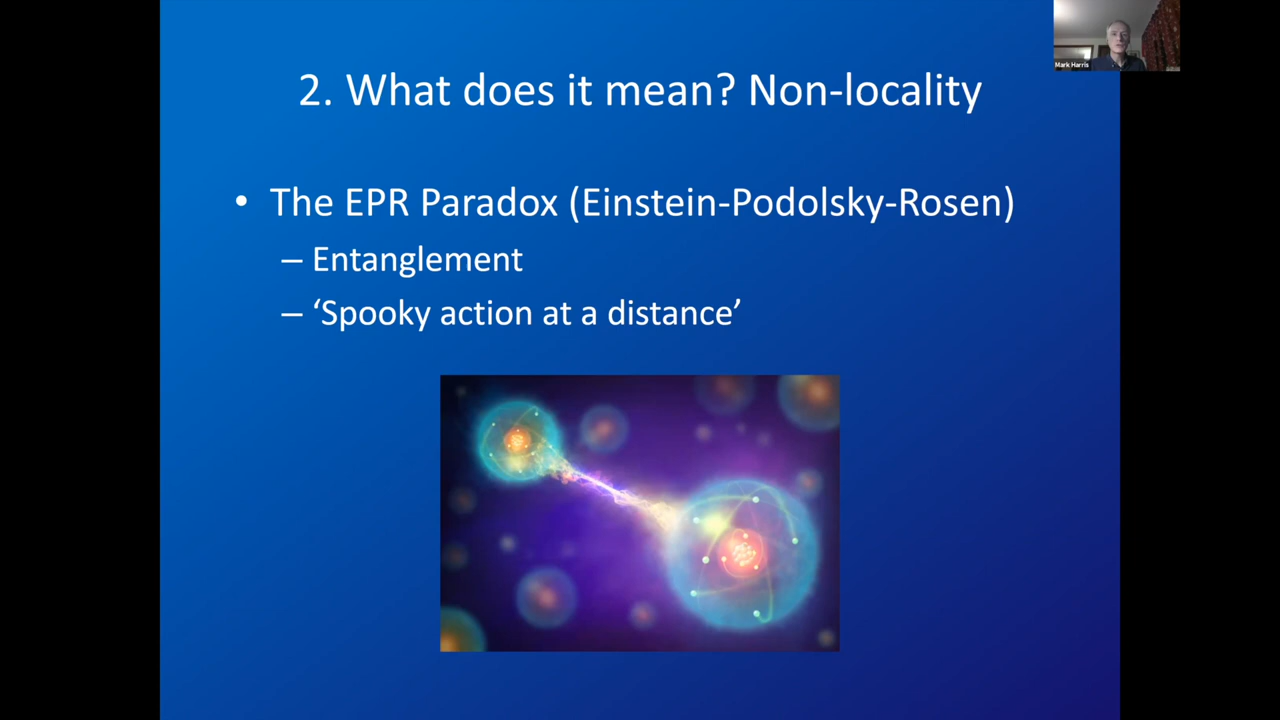 Mark Harris
2. What does it mean? Non-locality
• The EPR Paradox (Einstein-Podolsky-Rosen)
– Entanglement
– ‘Spooky action at a distance’